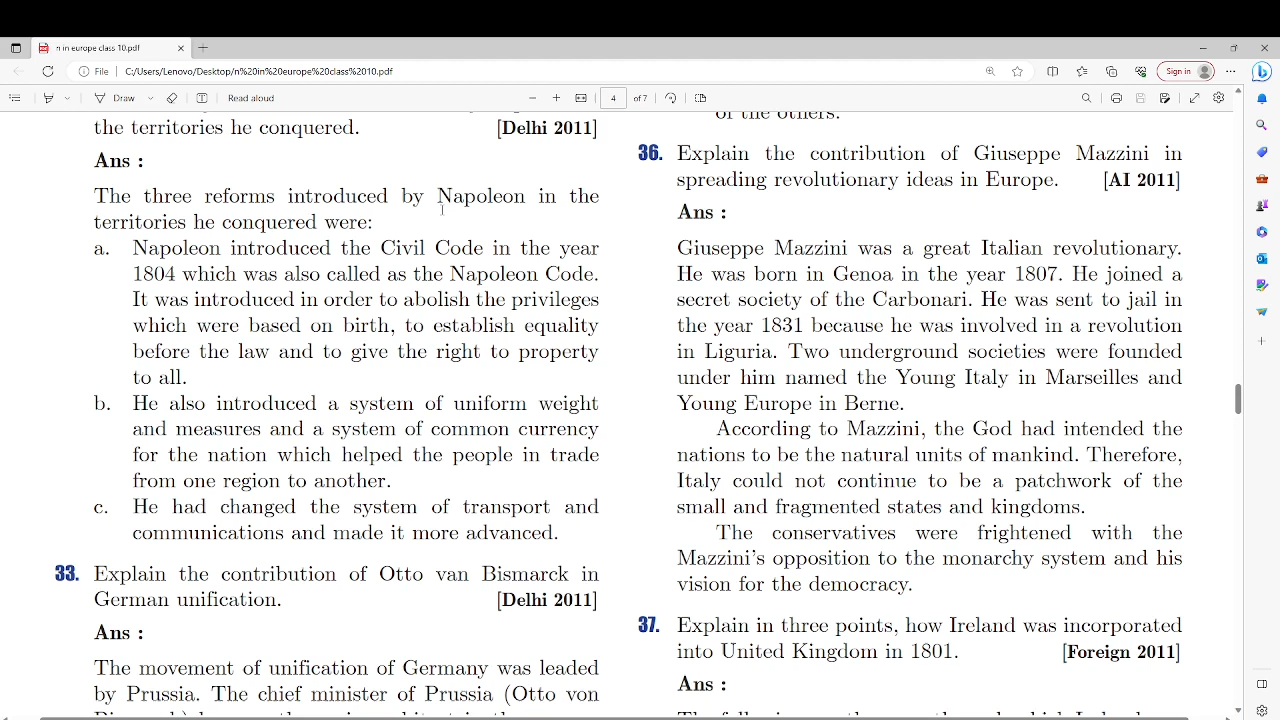 n in europe class 10.pdf
File
C:/Users/Lenovo/Desktop/n%20in%20europe%20class%2010.pdf
Sign in
Draw
Read aloud
4
of 7
the territories he conquered. [Delhi 2011]
Ans :
The three reforms introduced by Napoleon in the
territories he conquered were:
a. Napoleon introduced the Civil Code in the year
1804 which was also called as the Napoleon Code.
It was introduced in order to abolish the privileges
which were based on birth, to establish equality
before the law and to give the right to property
to all.
b. He also introduced a system of uniform weight
and measures and a system of common currency
for the nation which helped the people in trade
from one region to another.
c. He had changed the system of transport and
communications and made it more advanced.
33. Explain the contribution of Otto van Bismarck in
German unification. [Delhi 2011]
Ans :
The movement of unification of Germany was leaded
by Prussia. The chief minister of Prussia (Otto von
of the others.
36. Explain the contribution of Giuseppe Mazzini in
spreading revolutionary ideas in Europe. [AI 2011]
Ans :
Giuseppe Mazzini was a great Italian revolutionary.
He was born in Genoa in the year 1807. He joined a
secret society of the Carbonari. He was sent to jail in
the year 1831 because he was involved in a revolution
in Liguria. Two underground societies were founded
under him named the Young Italy in Marseilles and
Young Europe in Berne.
According to Mazzini, the God had intended the
nations to be the natural units of mankind. Therefore,
Italy could not continue to be a patchwork of the
small and fragmented states and kingdoms.
The conservatives were frightened with the
Mazzini's opposition to the monarchy system and his
vision for the democracy.
37. Explain in three points, how Ireland was incorporated
into United Kingdom in 1801. [Foreign 2011]
Ans :